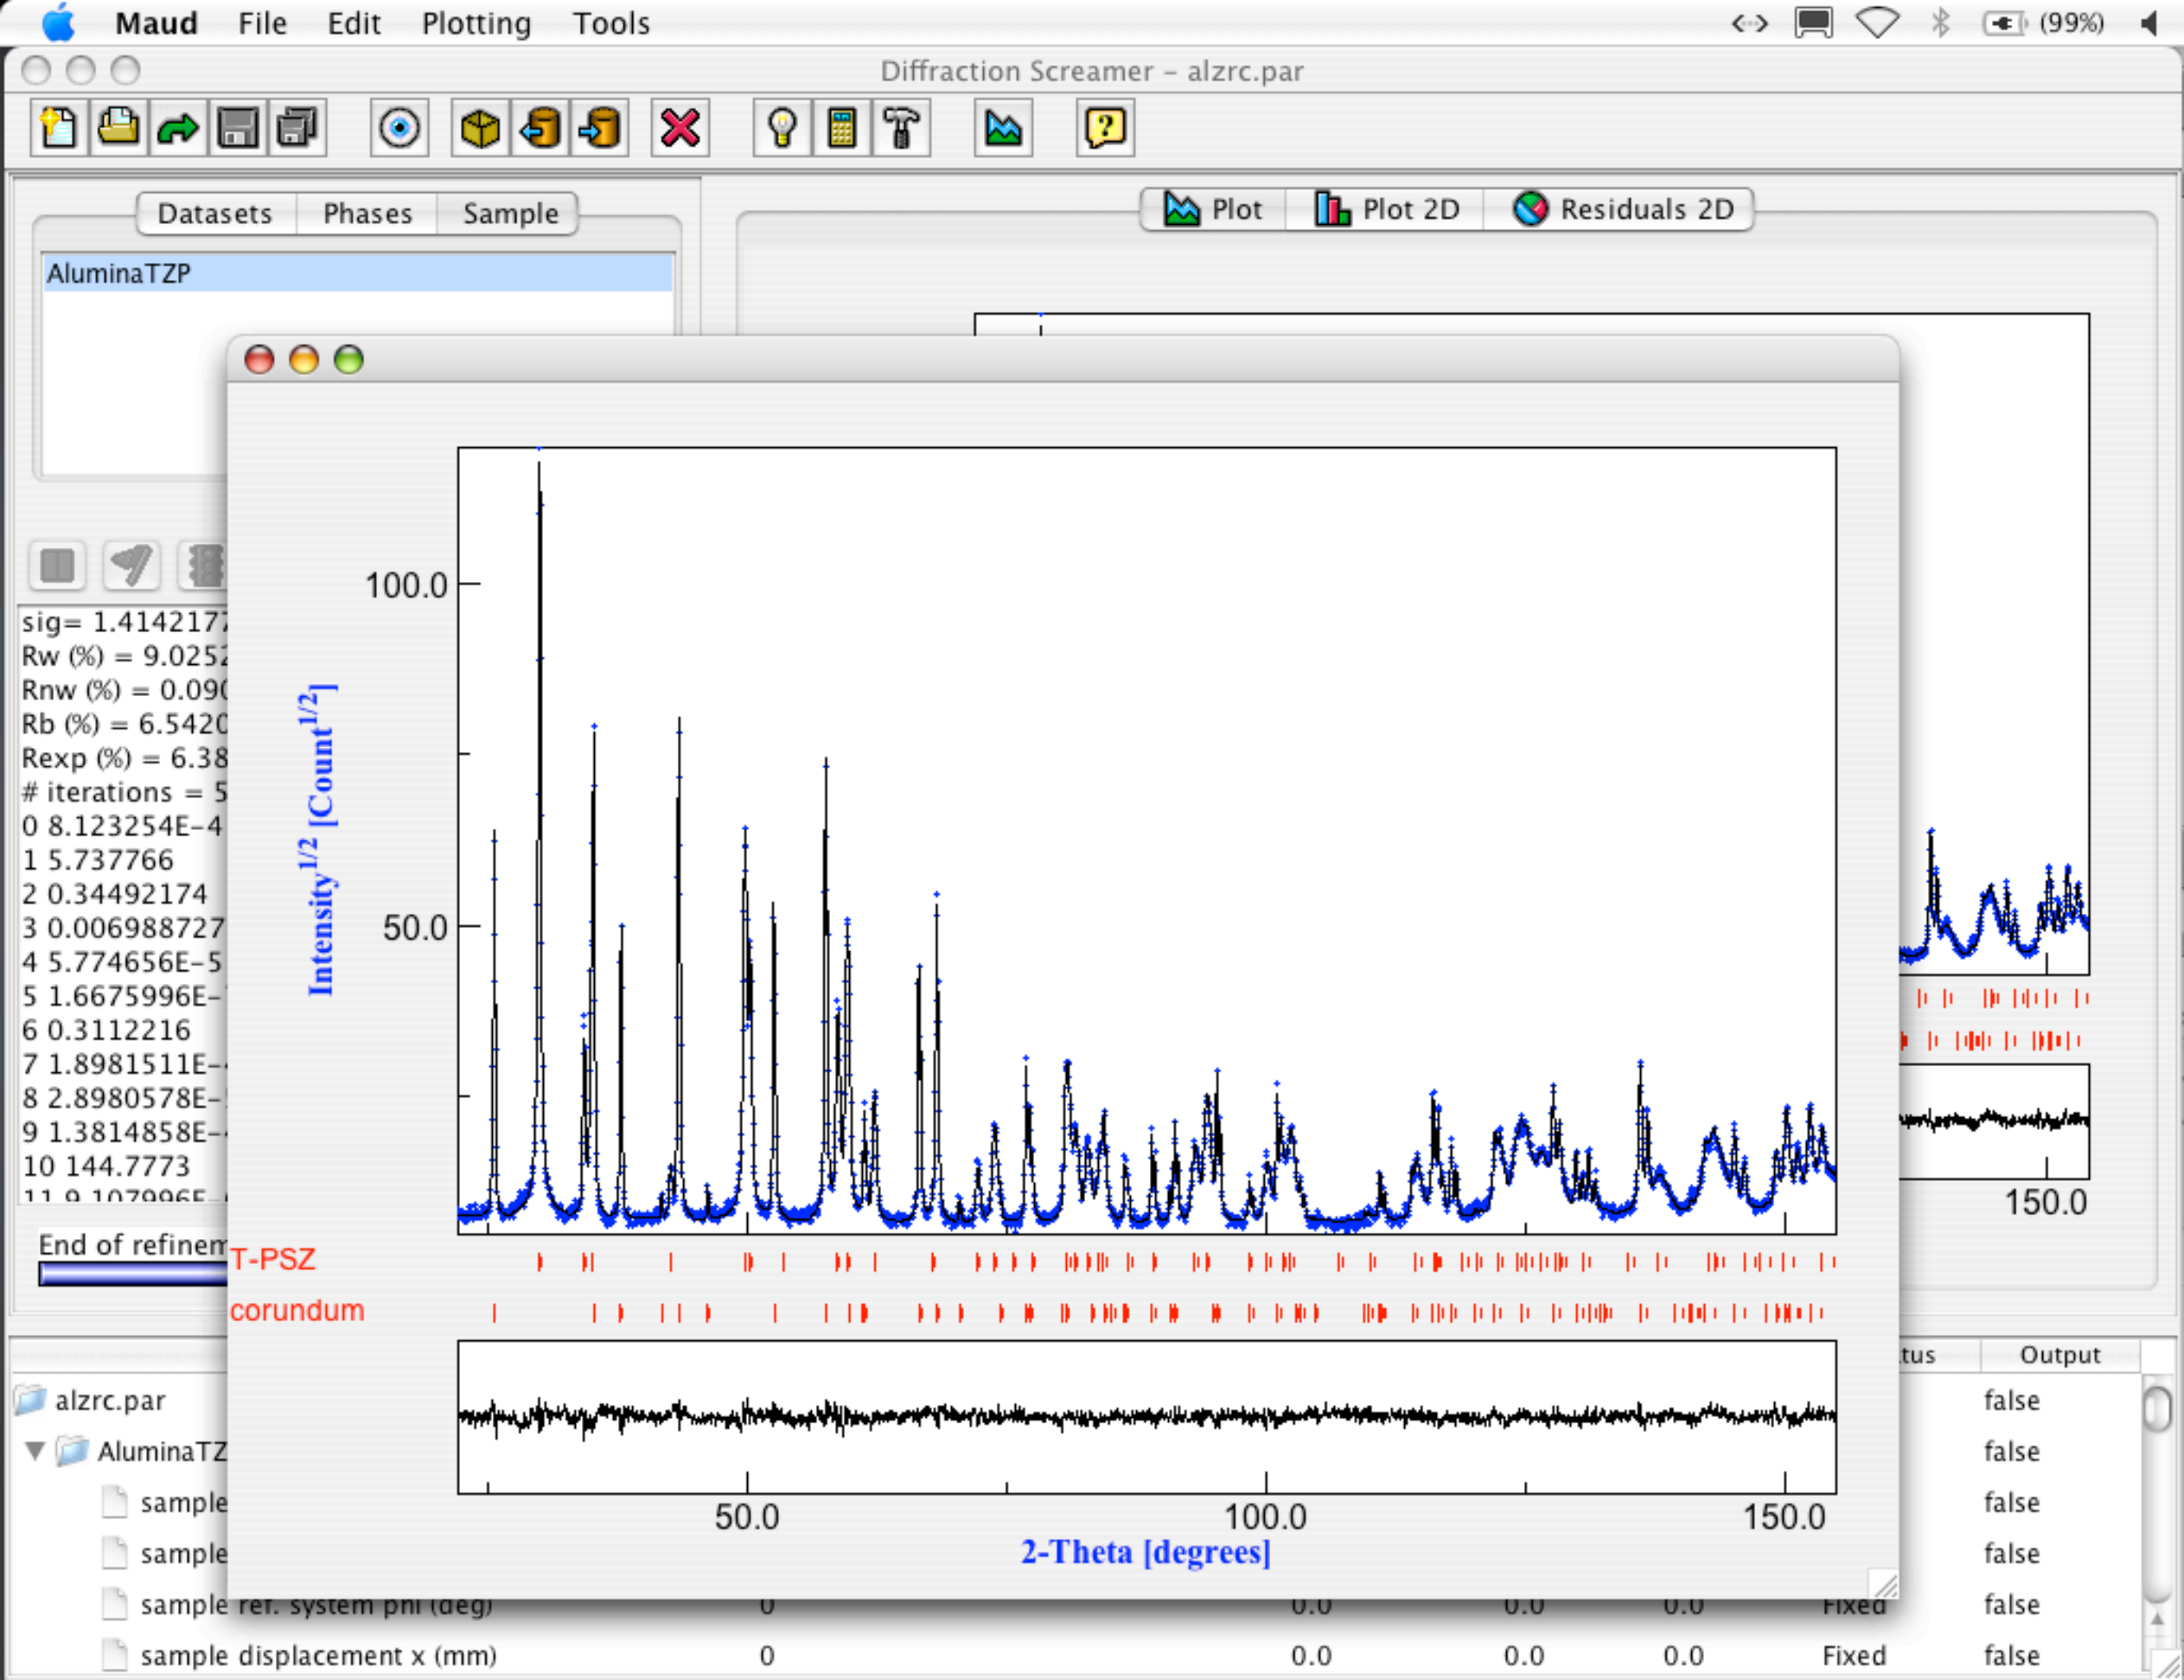 Maud File Edit Plotting Tools (99%)
Diffraction Screamer – alzrc.par
Datasets Phases Sample
Plot Plot 2D Residuals 2D
AluminaTZP
sig= 1.4142177
Rw (%) = 9.0252
Rnw (%) = 0.090
Rb (%) = 6.5420
Rexp (%) = 6.38
# iterations = 5
0 8.123254E-4
1 5.737766
2 0.34492174
3 0.006988727
4 5.774656E-5
5 1.6675996E-
6 0.3112216
7 1.8981511E-
8 2.8980578E-
9 1.3814858E-
10 144.7773
11 9.107996E-
End of refinem
100.0
50.0
Intensity1/2 [Count1/2]
T-PSZ
corundum
50.0 100.0 150.0
2-Theta [degrees]
150.0
tus Output
alzrc.par false
AluminaTZ false
sample false
sample false
sample ref. system phi (deg) 0 0.0 0.0 0.0 Fixed false
sample displacement x (mm) 0 0.0 0.0 0.0 Fixed false